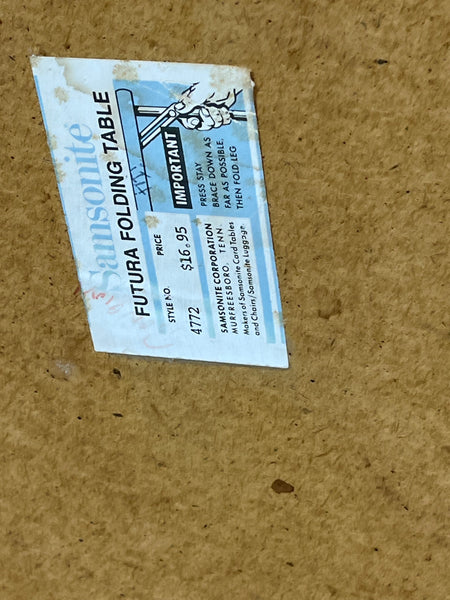 Samsonite
FUTURA FOLDING TABLE
IMPORTANT
PRESS STAY
BRACE DOWN AS
FAR AS POSSIBLE,
THEN FOLD LEG
STYLE NO. PRICE
4772 $16.95
SAMSONITE CORPORATION
MURFREESBORO, TENN.
Makers of Samsonite Card Tables
and Chairs/Samsonite Luggage.